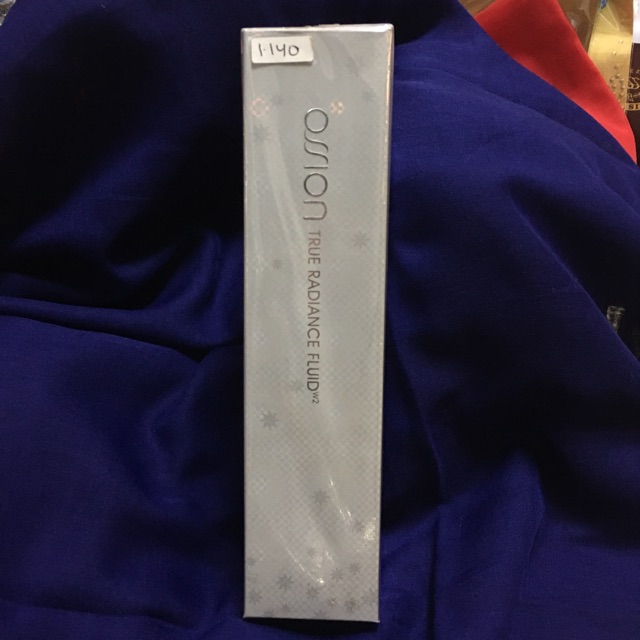 1·140
OSSION TRUE RADIANCE FLUID W2